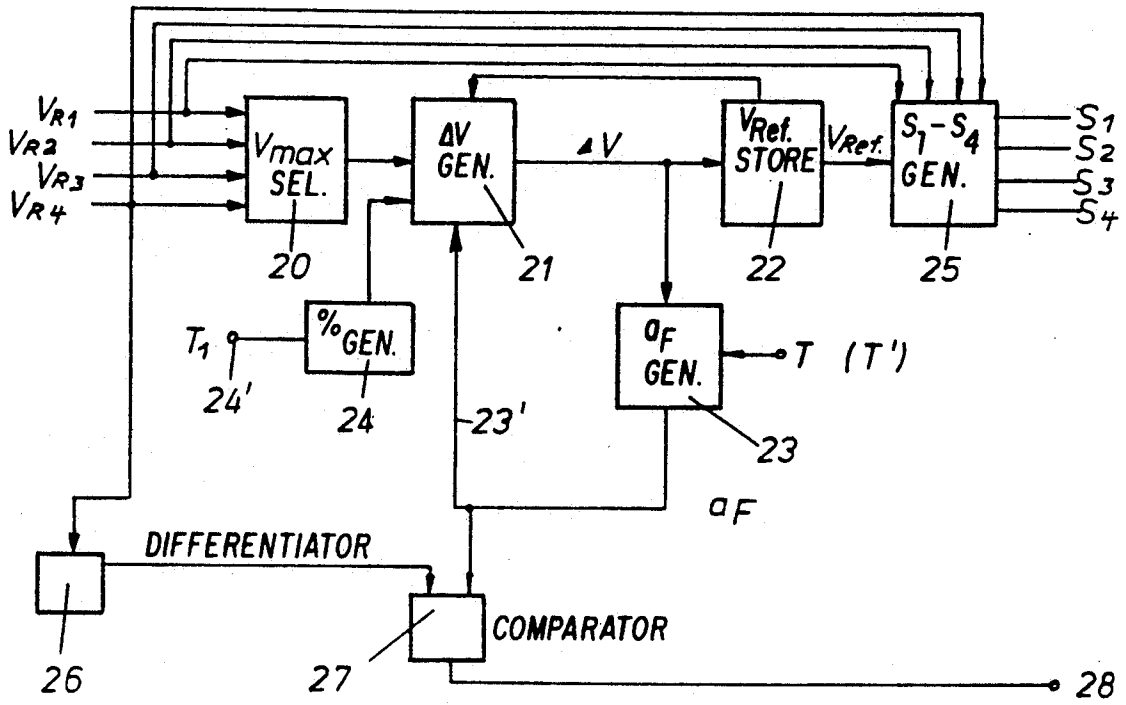 VR1
VR2
VR3
VR4
Vmax
SEL.
20
ΔV
GEN.
21
ΔV
VRef.
STORE
22
VRef.
S1-S4
GEN.
25
S1
S2
S3
S4
T1
24'
%
GEN.
24
23'
aF
GEN.
23
T (T')
aF
DIFFERENTIATOR
26
27
COMPARATOR
28